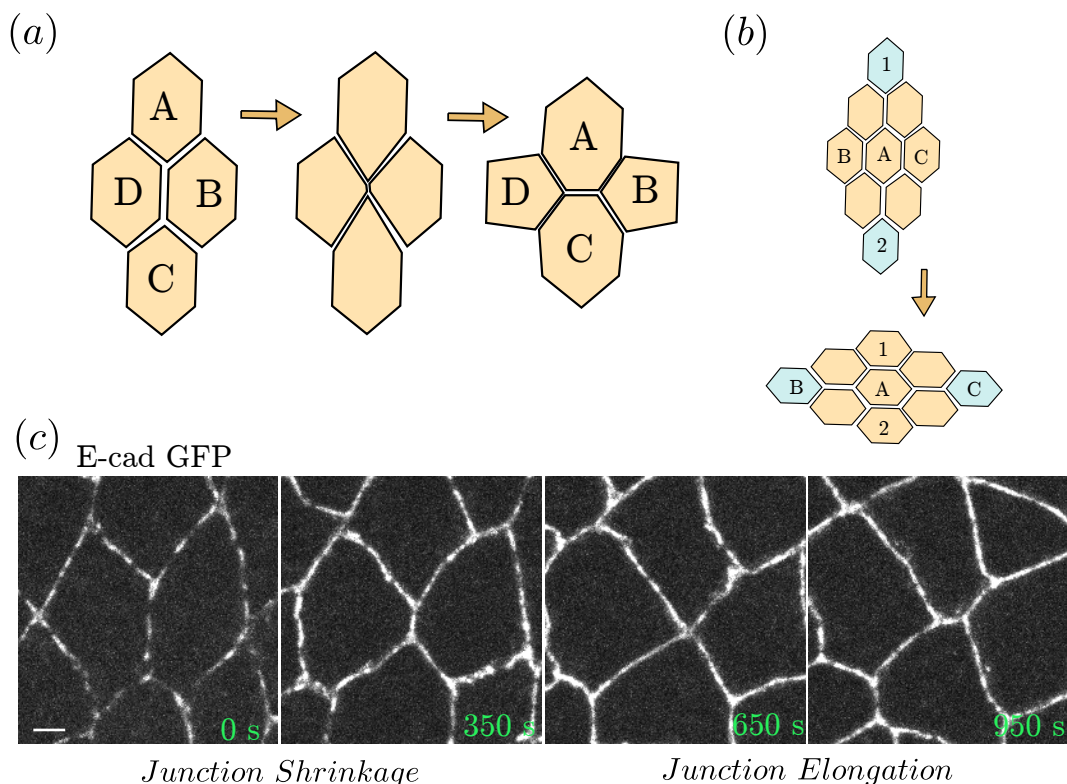 (a)
A
D
B
C
A
D
B
C
(b)
1
B
A
C
2
1
B
A
C
2
(c)
E-cad GFP
0 s
350 s
650 s
950 s
Junction Shrinkage
Junction Elongation